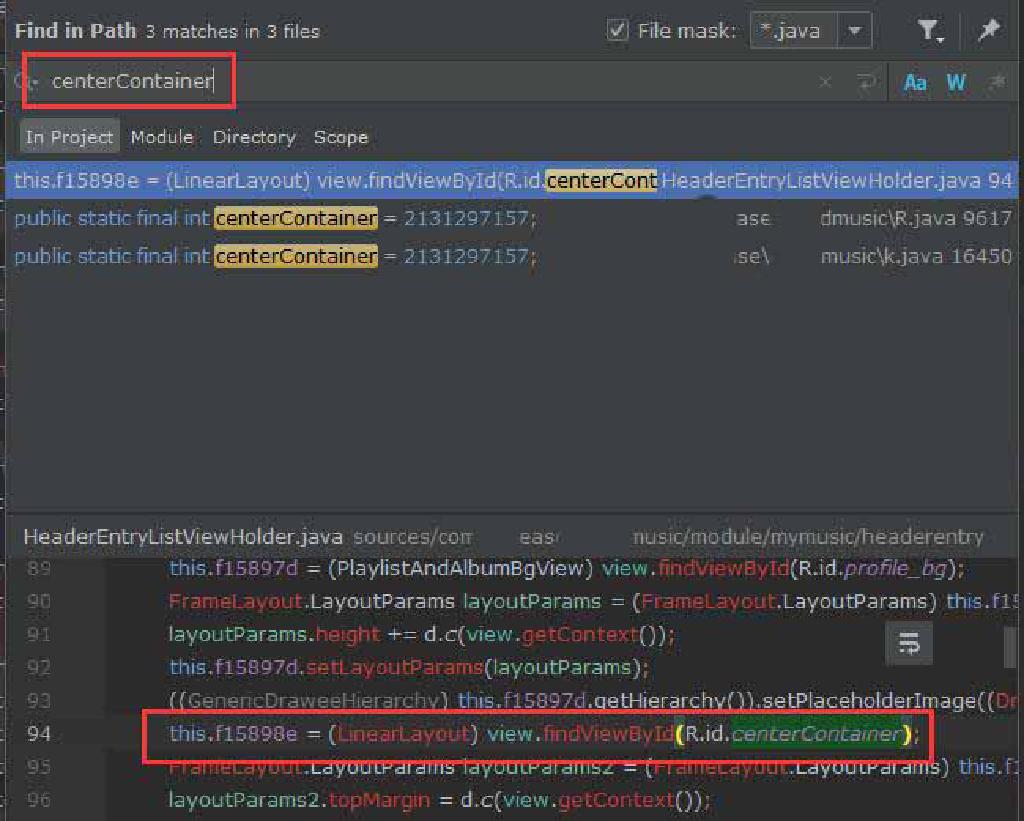 Find in Path 3 matches in 3 files File mask: *.java
centerContainer Aa W .*
In Project Module Directory Scope
this.f15898e = (LinearLayout) view.findViewById(R.id.centerCont HeaderEntryListViewHolder.java 94
public static final int centerContainer = 2131297157; ase dmusic\R.java 9617
public static final int centerContainer = 2131297157; se\ music\k.java 16450
HeaderEntryListViewHolder.java sources/com eas nusic/module/mymusic/headerentry
89 this.f15897d = (PlaylistAndAlbumBgView) view.findViewById(R.id.profile_bg);
90 FrameLayout.LayoutParams layoutParams = (FrameLayout.LayoutParams) this.f15
91 layoutParams.height += d.c(view.getContext());
92 this.f15897d.setLayoutParams(layoutParams);
93 ((GenericDraweeHierarchy) this.f15897d.getHierarchy()).setPlaceholderImage((Dr
94 this.f15898e = (LinearLayout) view.findViewById(R.id.centerContainer);
95 FrameLayout.LayoutParams layoutParams2 = (FrameLayout.LayoutParams) this.f1
96 layoutParams2.topMargin = d.c(view.getContext());